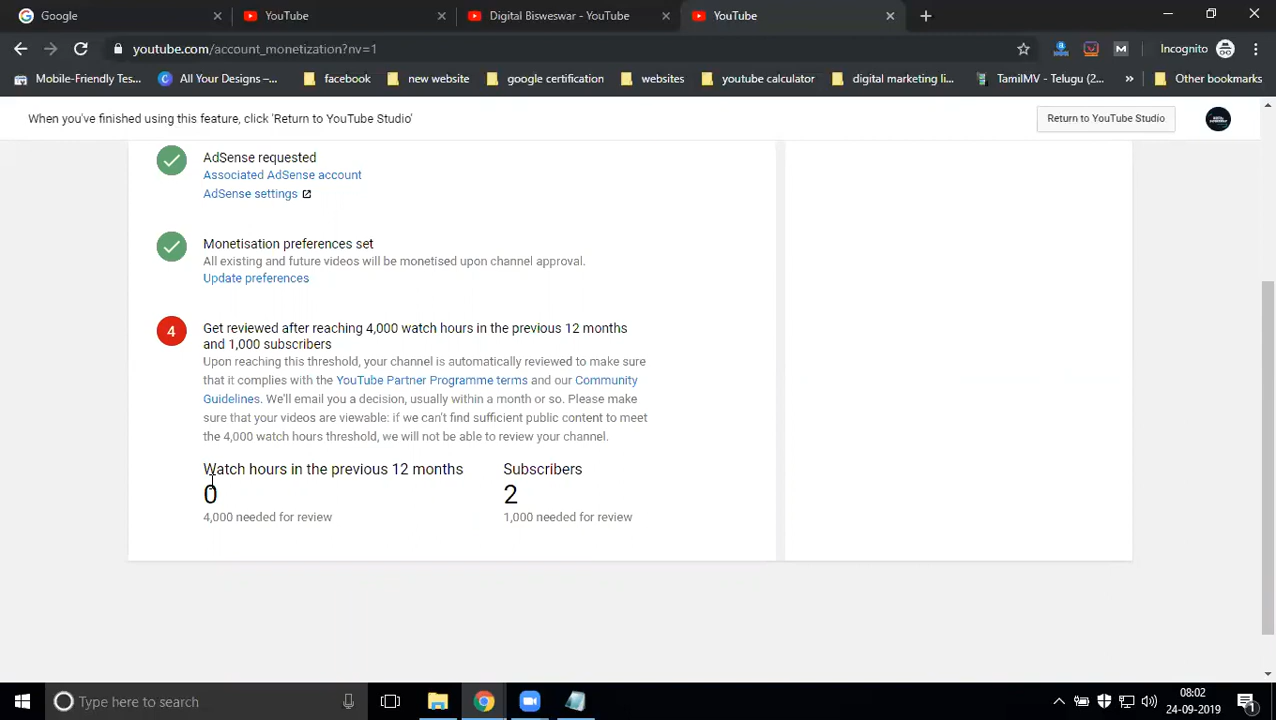 Google
YouTube
Digital Bisweswar - YouTube
YouTube
youtube.com/account_monetization?nv=1
Incognito
Mobile-Friendly Tes...
All Your Designs –...
facebook
new website
google certification
websites
youtube calculator
digital marketing li...
TamilMV - Telugu (2...
Other bookmarks
When you've finished using this feature, click 'Return to YouTube Studio'
Return to YouTube Studio
AdSense requested
Associated AdSense account
AdSense settings
Monetisation preferences set
All existing and future videos will be monetised upon channel approval.
Update preferences
4
Get reviewed after reaching 4,000 watch hours in the previous 12 months
and 1,000 subscribers
Upon reaching this threshold, your channel is automatically reviewed to make sure
that it complies with the YouTube Partner Programme terms and our Community
Guidelines. We'll email you a decision, usually within a month or so. Please make
sure that your videos are viewable: if we can't find sufficient public content to meet
the 4,000 watch hours threshold, we will not be able to review your channel.
Watch hours in the previous 12 months
0
4,000 needed for review
Subscribers
2
1,000 needed for review
Type here to search
08:02
24-09-2019
1